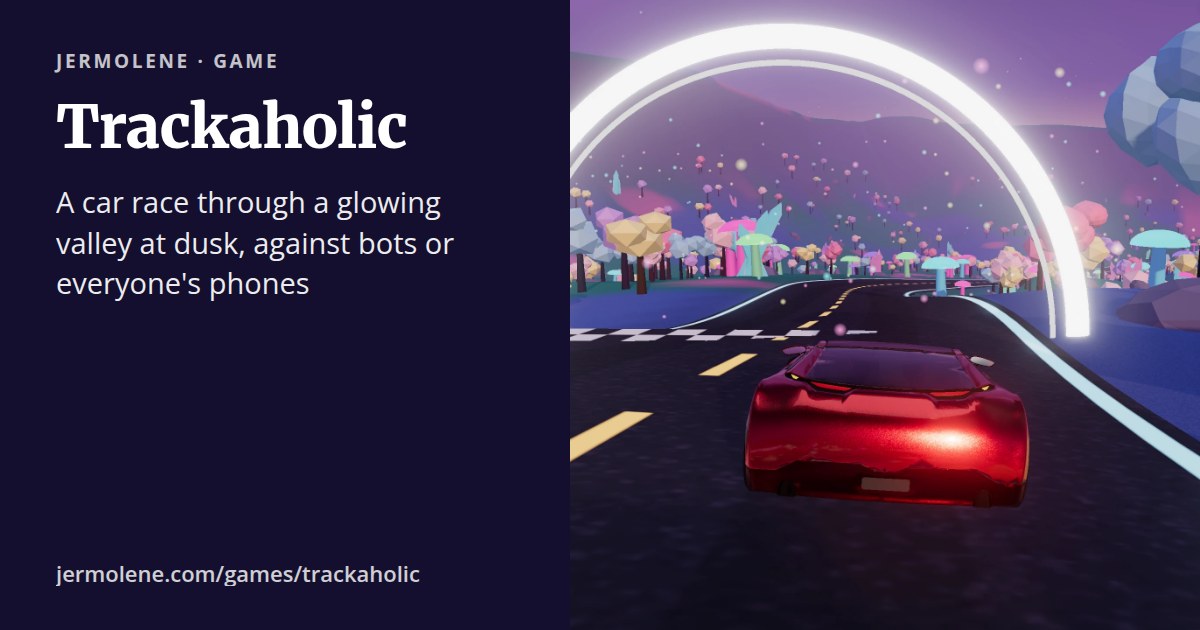 JERMOLENE · GAME
Trackaholic
A car race through a glowing
valley at dusk, against bots or
everyone's phones
jermolene.com/games/trackaholic